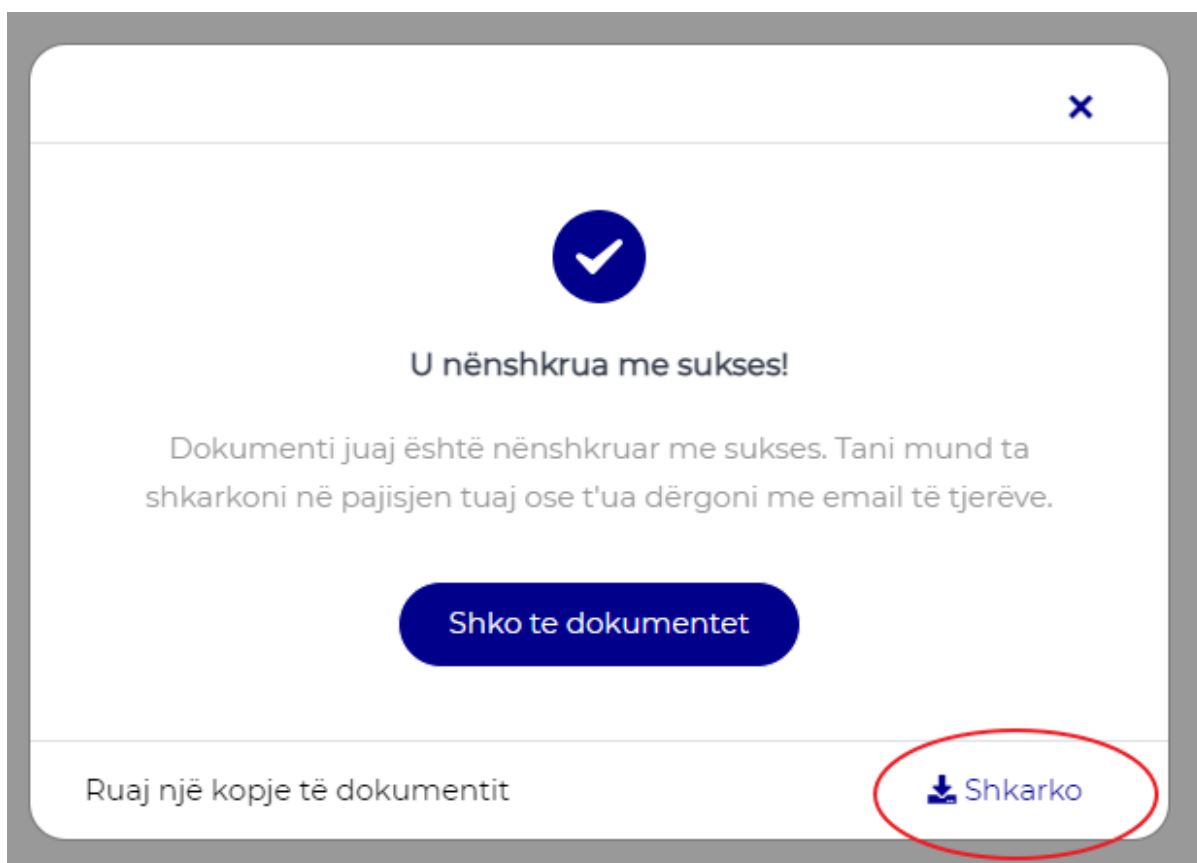 U nënshkrua me sukses!
Dokumenti juaj është nënshkruar me sukses. Tani mund ta
shkarkoni në pajisjen tuaj ose t'ua dërgoni me email të tjerëve.
Shko te dokumentet
Ruaj një kopje të dokumentit
Shkarko